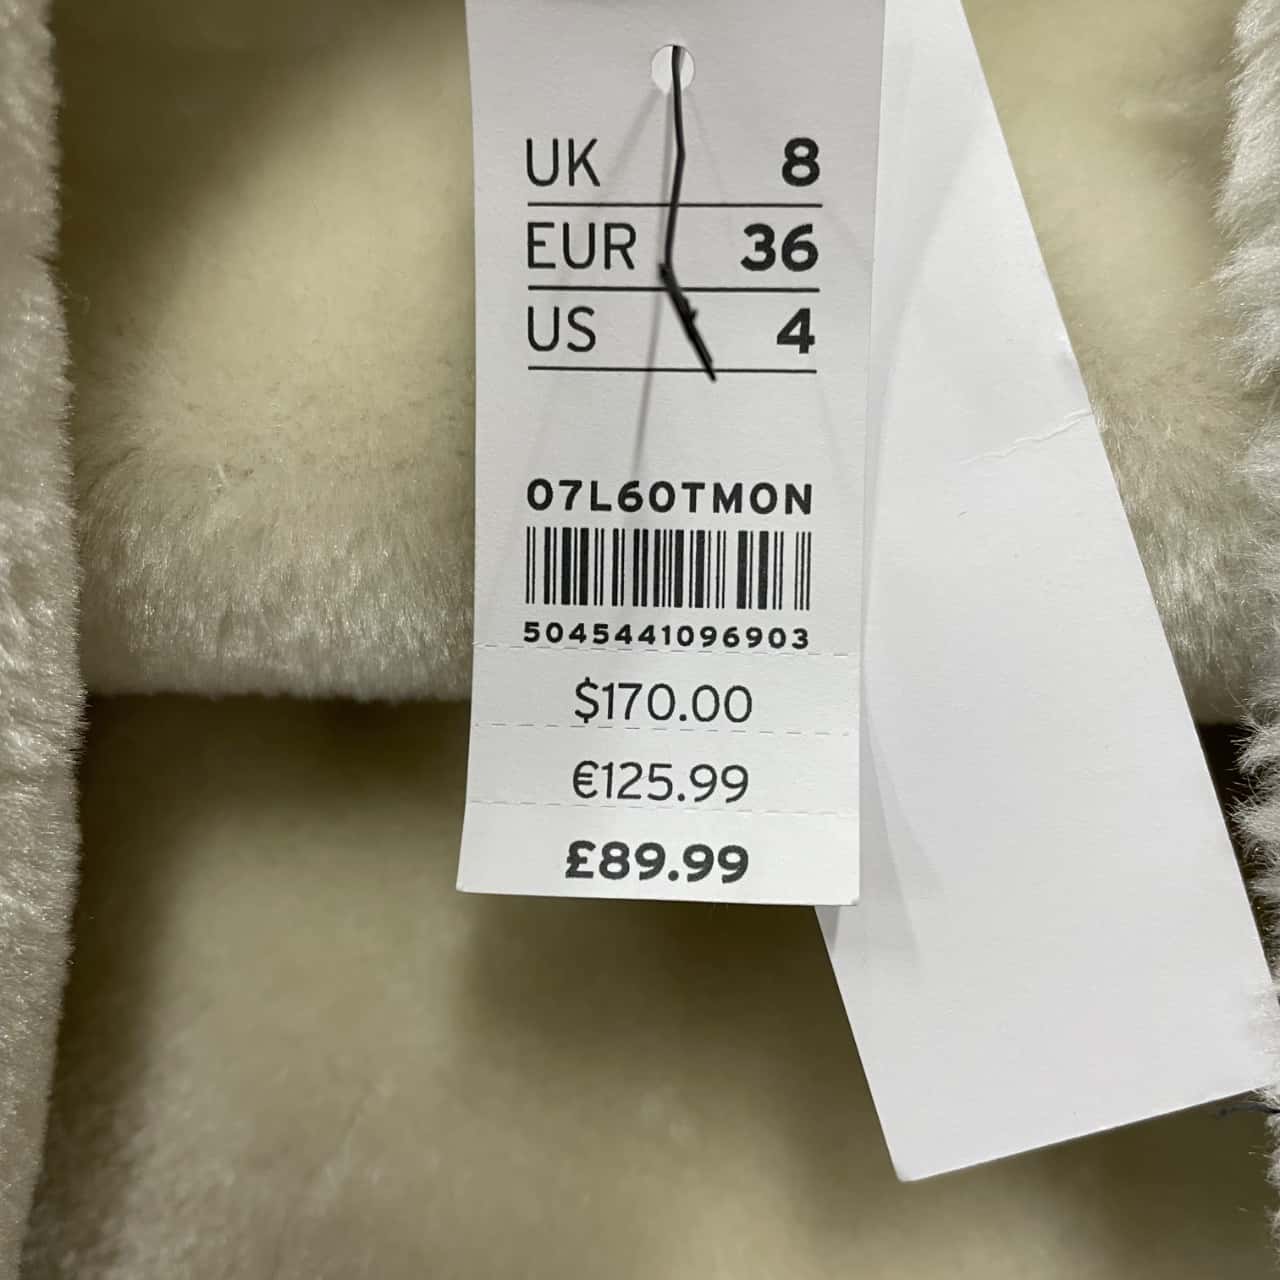 UK 8
EUR 36
US 4
07L60TMON
5045441096903
$170.00
€125.99
£89.99